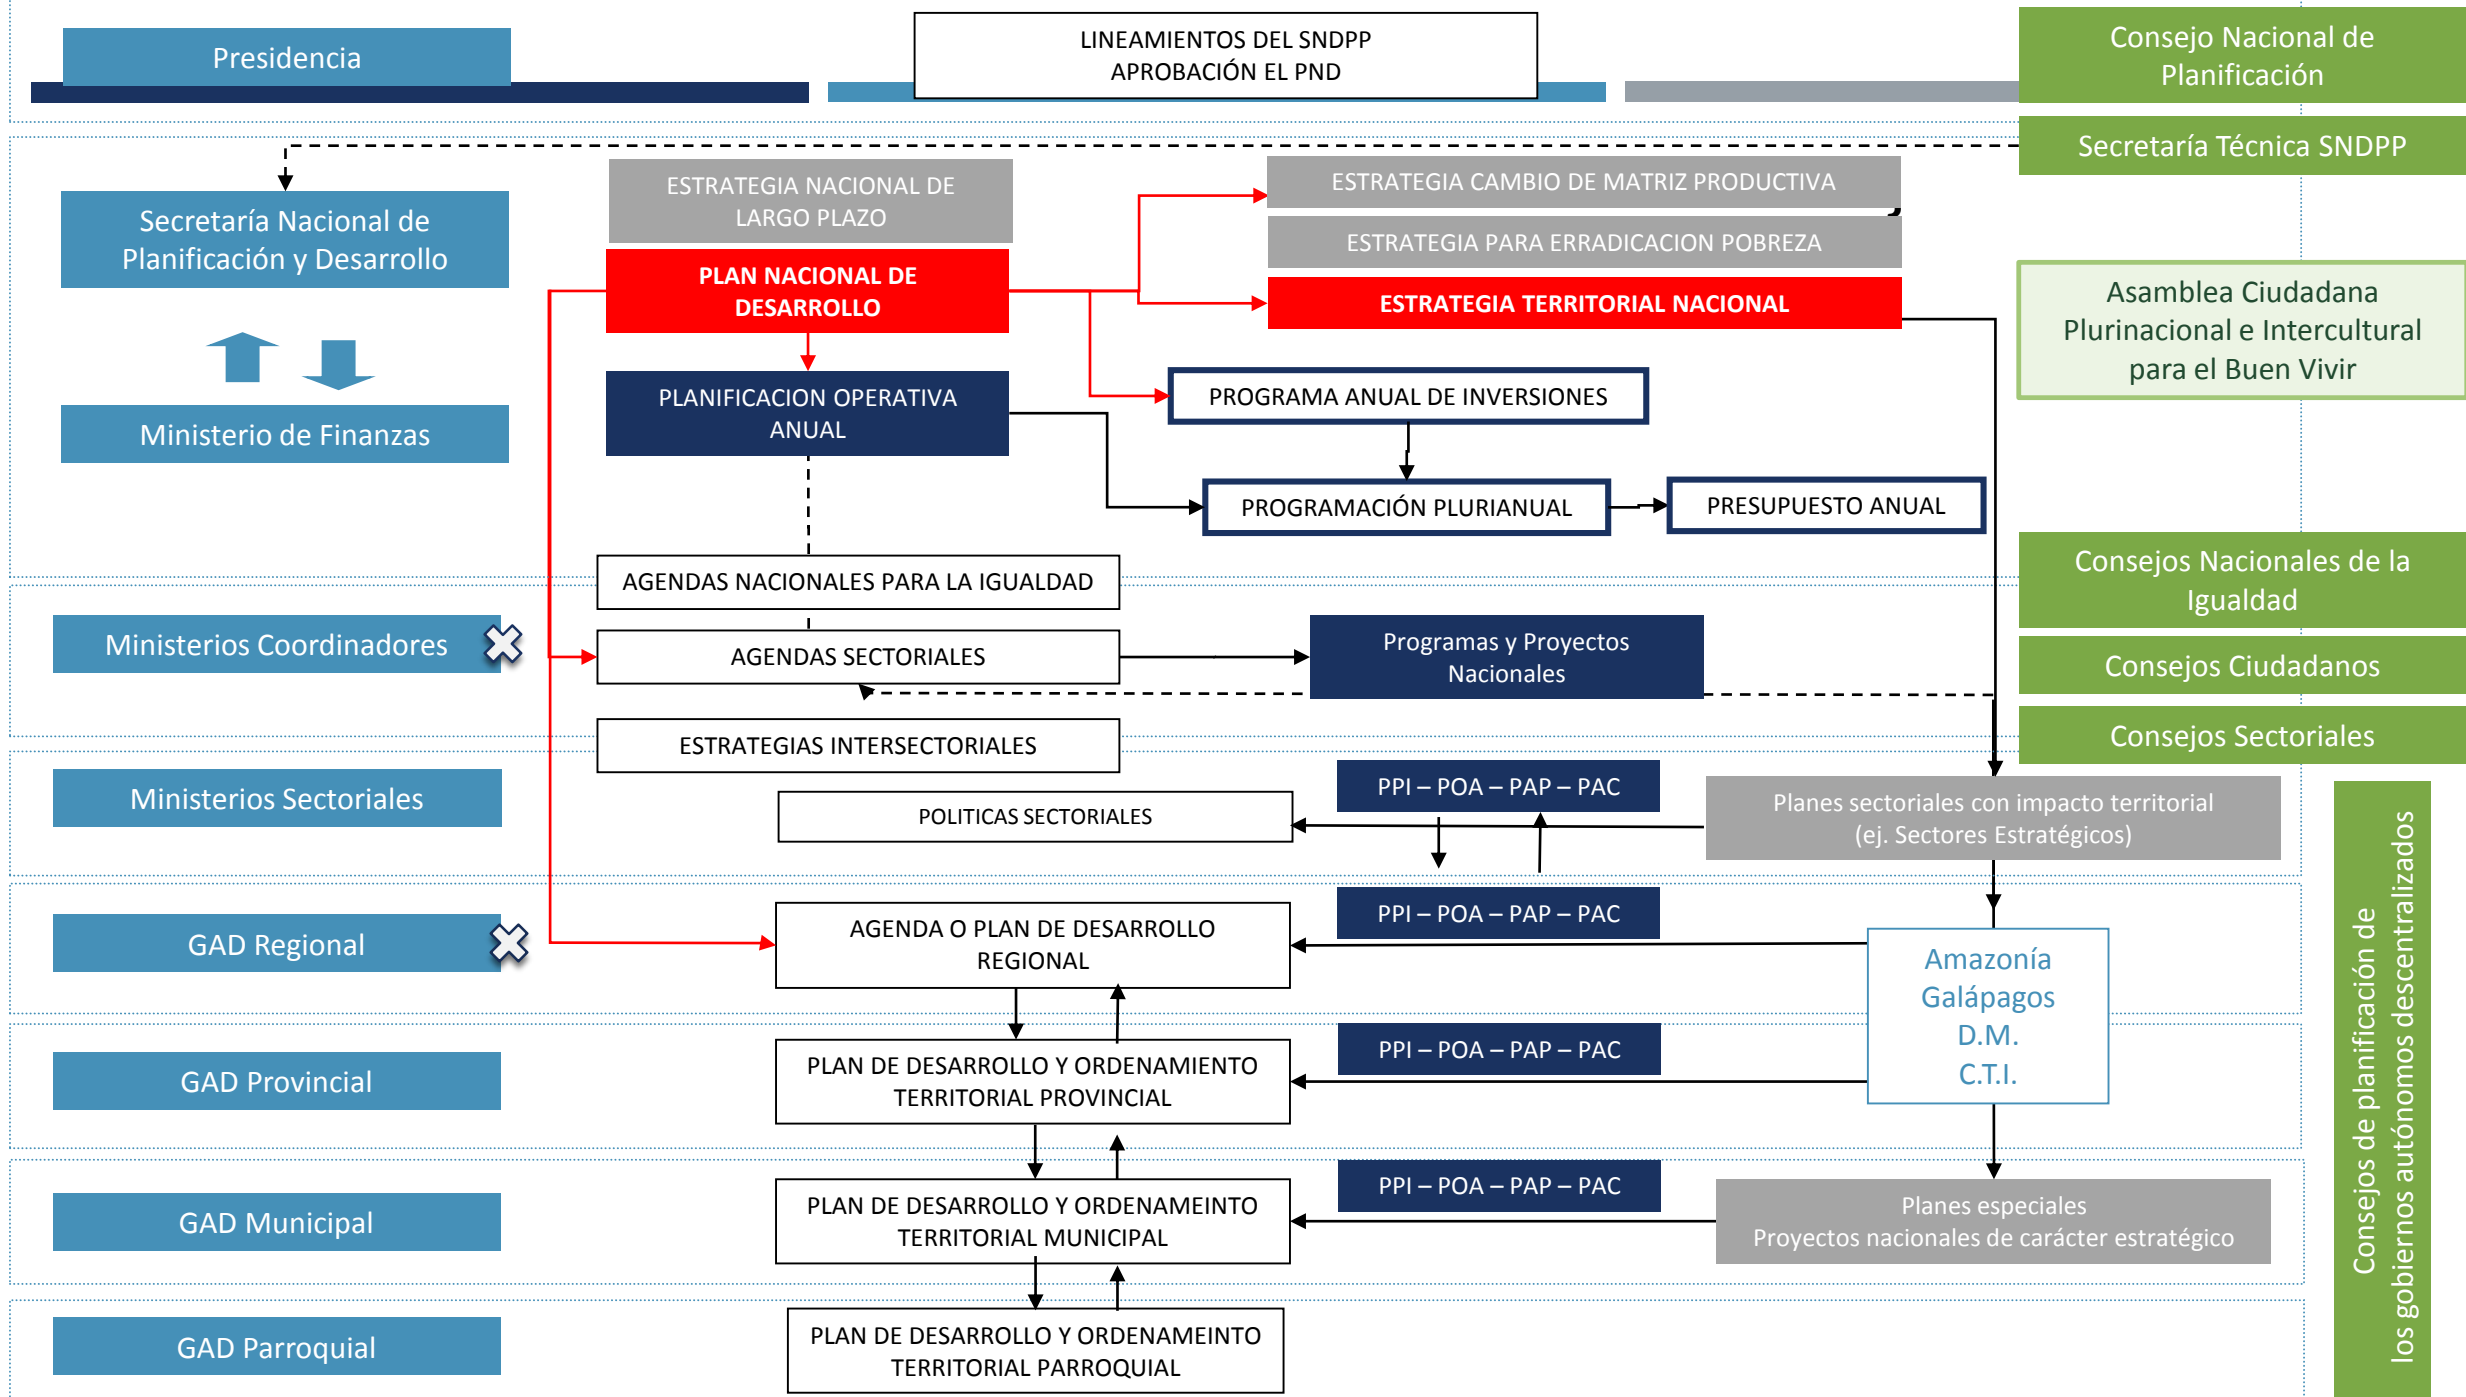 Presidencia
LINEAMIENTOS DEL SNDPP
APROBACIÓN EL PND
Consejo Nacional de
Planificación
Secretaría Técnica SNDPP
Secretaría Nacional de
Planificación y Desarrollo
ESTRATEGIA NACIONAL DE
LARGO PLAZO
ESTRATEGIA CAMBIO DE MATRIZ PRODUCTIVA
ESTRATEGIA PARA ERRADICACION POBREZA
PLAN NACIONAL DE
DESARROLLO
ESTRATEGIA TERRITORIAL NACIONAL
Asamblea Ciudadana
Plurinacional e Intercultural
para el Buen Vivir
Ministerio de Finanzas
PLANIFICACION OPERATIVA
ANUAL
PROGRAMA ANUAL DE INVERSIONES
PROGRAMACIÓN PLURIANUAL
PRESUPUESTO ANUAL
AGENDAS NACIONALES PARA LA IGUALDAD
Consejos Nacionales de la
Igualdad
Ministerios Coordinadores
AGENDAS SECTORIALES
Programas y Proyectos
Nacionales
Consejos Ciudadanos
ESTRATEGIAS INTERSECTORIALES
Consejos Sectoriales
Ministerios Sectoriales
POLITICAS SECTORIALES
PPI – POA – PAP – PAC
Planes sectoriales con impacto territorial
(ej. Sectores Estratégicos)
Consejos de planificación de
los gobiernos autónomos descentralizados
GAD Regional
AGENDA O PLAN DE DESARROLLO
REGIONAL
PPI – POA – PAP – PAC
Amazonía
Galápagos
D.M.
C.T.I.
GAD Provincial
PLAN DE DESARROLLO Y ORDENAMIENTO
TERRITORIAL PROVINCIAL
PPI – POA – PAP – PAC
GAD Municipal
PLAN DE DESARROLLO Y ORDENAMEINTO
TERRITORIAL MUNICIPAL
PPI – POA – PAP – PAC
Planes especiales
Proyectos nacionales de carácter estratégico
GAD Parroquial
PLAN DE DESARROLLO Y ORDENAMEINTO
TERRITORIAL PARROQUIAL